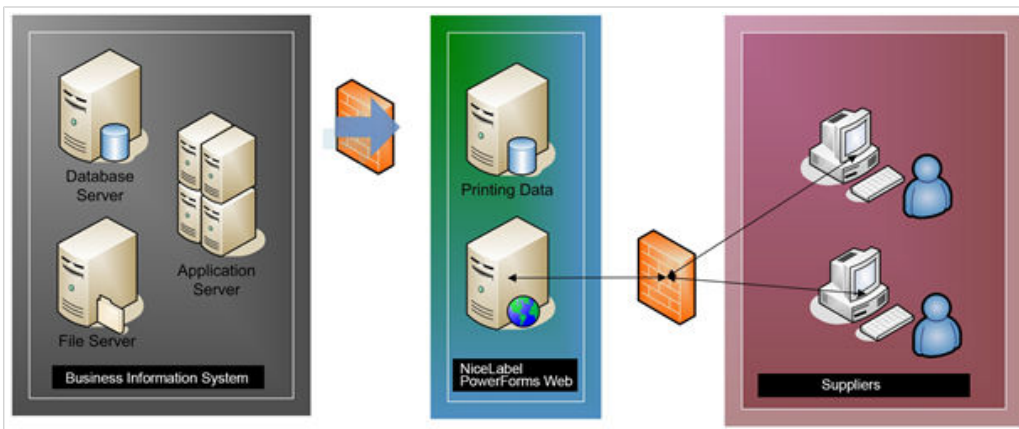 Database
Server
Application
Server
File Server
Business Information System
Printing Data
NiceLabel
PowerForms Web
Suppliers